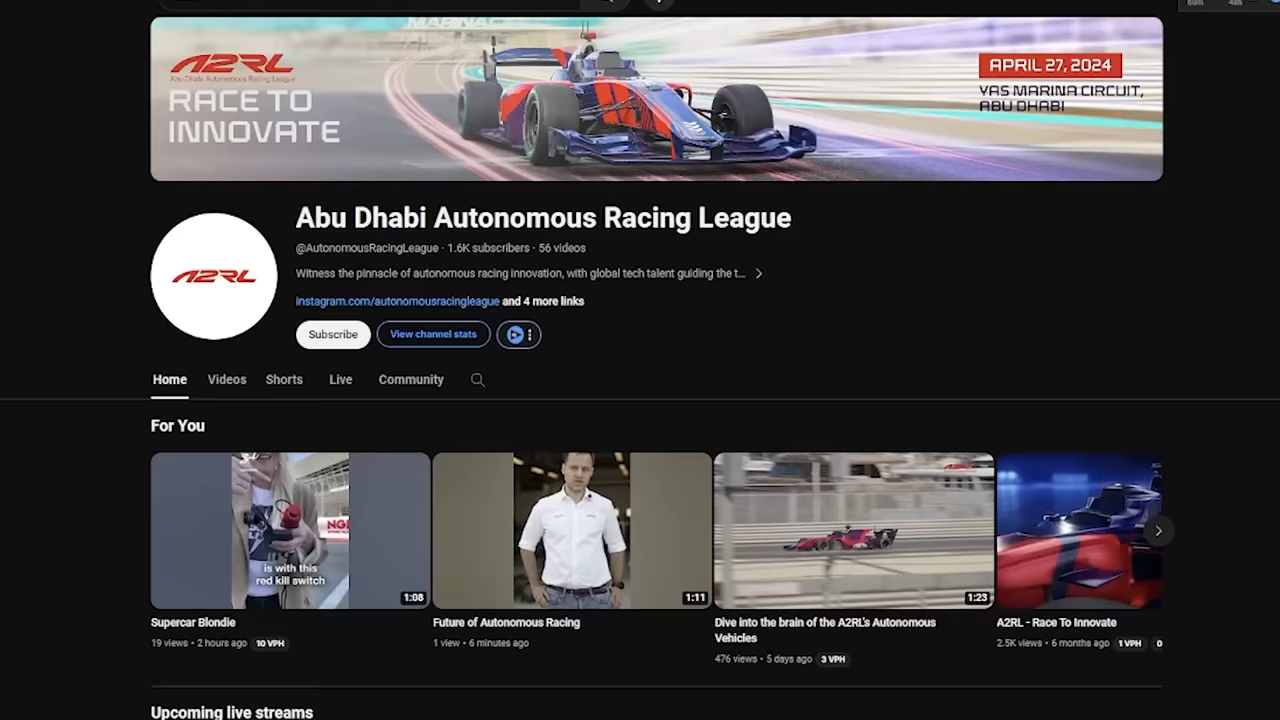 A2RL
Abu Dhabi Autonomous Racing League
RACE TO
INNOVATE
APRIL 27, 2024
YAS MARINA CIRCUIT,
ABU DHABI
A2RL
Abu Dhabi Autonomous Racing League
@AutonomousRacingLeague · 1.6K subscribers · 56 videos
Witness the pinnacle of autonomous racing innovation, with global tech talent guiding the t...
instagram.com/autonomousracingleague and 4 more links
Subscribe
View channel stats
Home Videos Shorts Live Community
For You
is with this
red kill switch
1:08
1:11
1:23
Supercar Blondie
19 views • 2 hours ago 10 VPH
Future of Autonomous Racing
1 view • 6 minutes ago
Dive into the brain of the A2RL's Autonomous
Vehicles
476 views • 5 days ago 3 VPH
A2RL - Race To Innovate
2.5K views • 6 months ago 1 VPH
Upcoming live streams